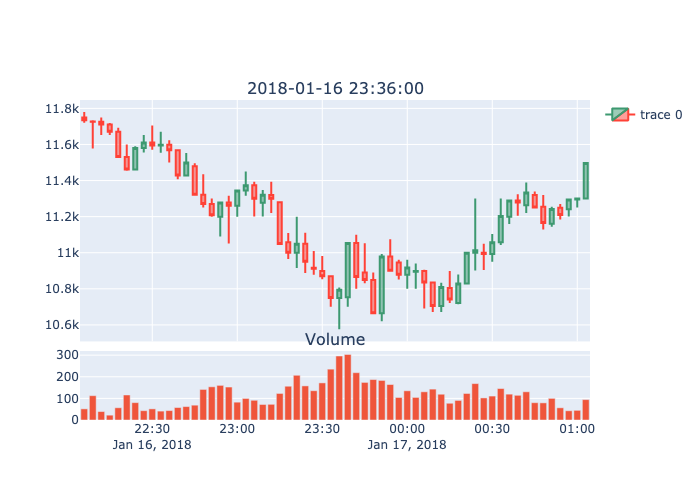 2018-01-16 23:36:00
trace 0
11.8k
11.6k
11.4k
11.2k
11k
10.8k
10.6k
Volume
300
200
100
0
22:30 23:00 23:30 00:00 00:30 01:00
Jan 16, 2018 Jan 17, 2018